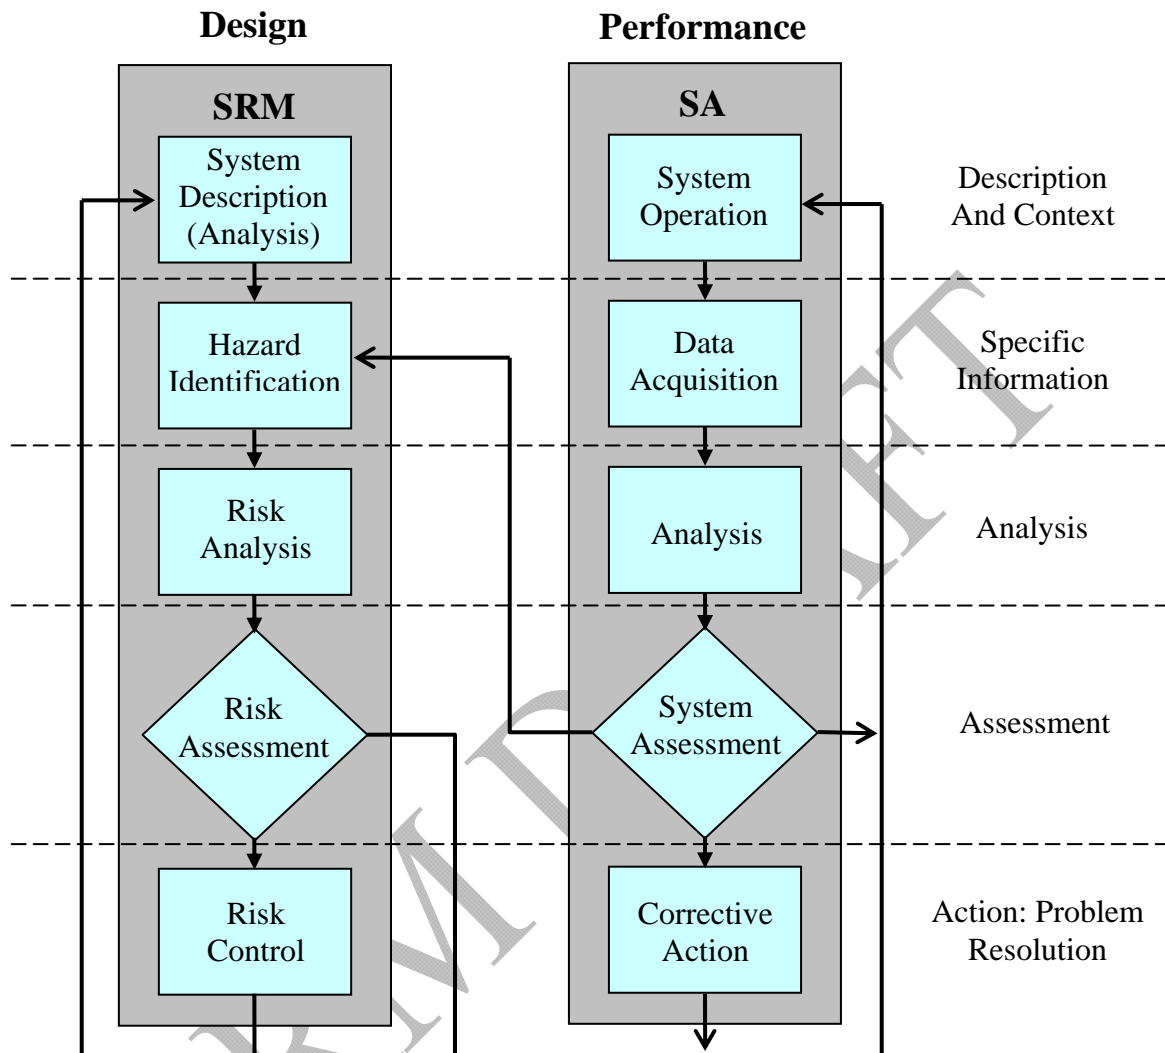 Design
Performance
SRM
SA
System
Description
(Analysis)
System
Operation
Description
And Context
Hazard
Identification
Data
Acquisition
Specific
Information
Risk
Analysis
Analysis
Analysis
Risk
Assessment
System
Assessment
Assessment
Risk
Control
Corrective
Action
Action: Problem
Resolution